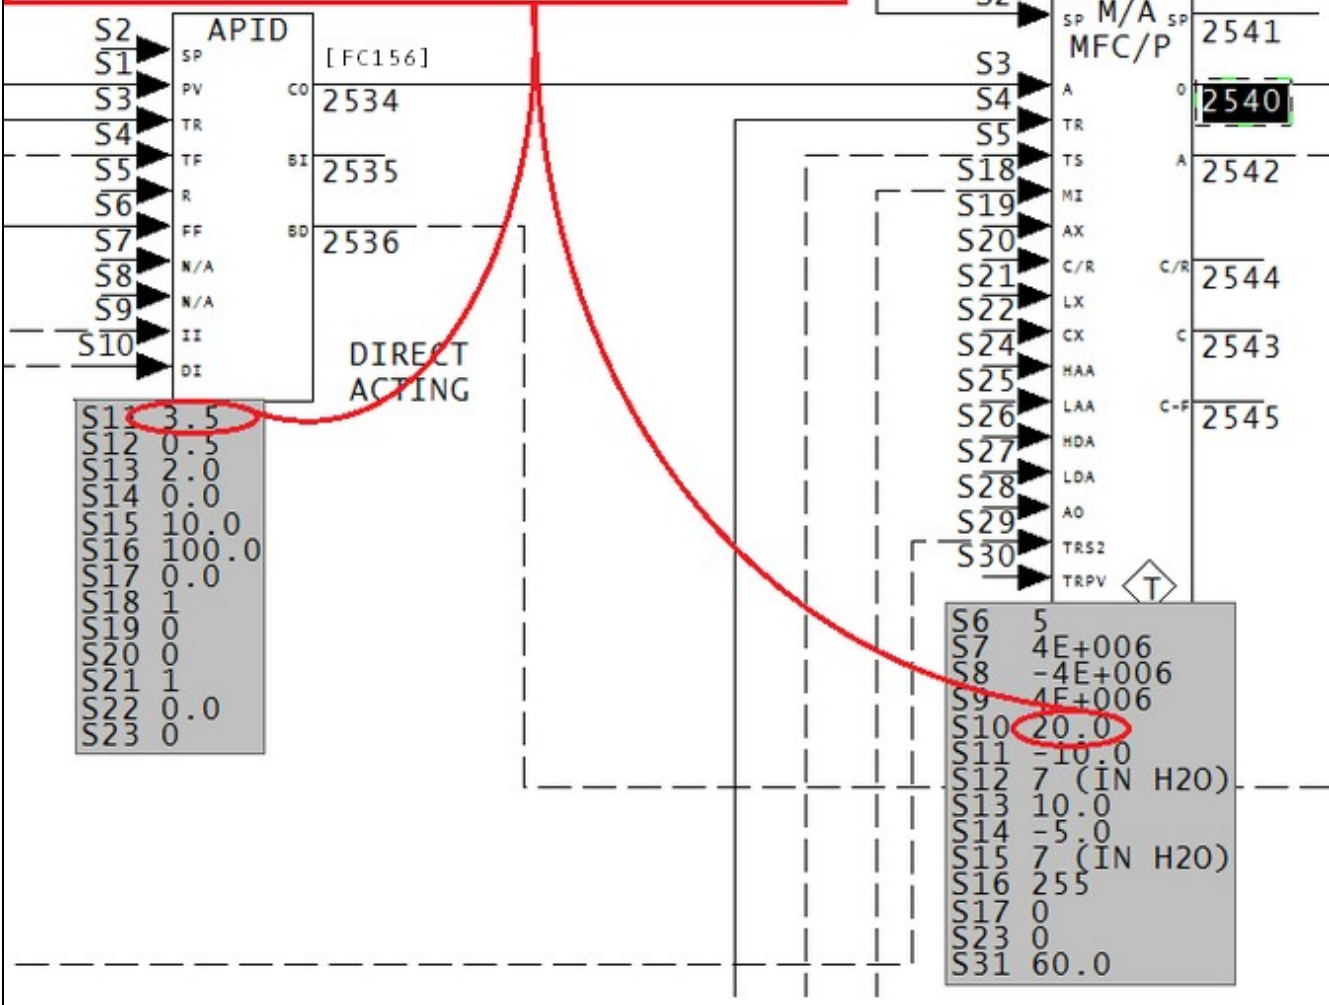 S2
APID
SP
[FC156]
S1
PV
CO
2534
S3
TR
S4
TF
BI
2535
S5
R
S6
FF
BD
2536
S7
N/A
S8
N/A
S9
II
S10
DI
DIRECT
ACTING
S11 3.5
S12 0.5
S13 2.0
S14 0.0
S15 10.0
S16 100.0
S17 0.0
S18 1
S19 0
S20 0
S21 1
S22 0.0
S23 0
S2
SP
M/A
SP
MFC/P
2541
S3
A
O
2540
S4
TR
S5
TS
A
2542
S18
MI
S19
AX
S20
C/R
C/R
2544
S21
LX
S22
CX
C
2543
S24
HAA
S25
LAA
C-F
2545
S26
HDA
S27
LDA
S28
AO
S29
TRS2
S30
TRPV
T
S6 5
S7 4E+006
S8 -4E+006
S9 4E+006
S10 20.0
S11 -10.0
S12 7 (IN H2O)
S13 10.0
S14 -5.0
S15 7 (IN H2O)
S16 255
S17 0
S23 0
S31 60.0